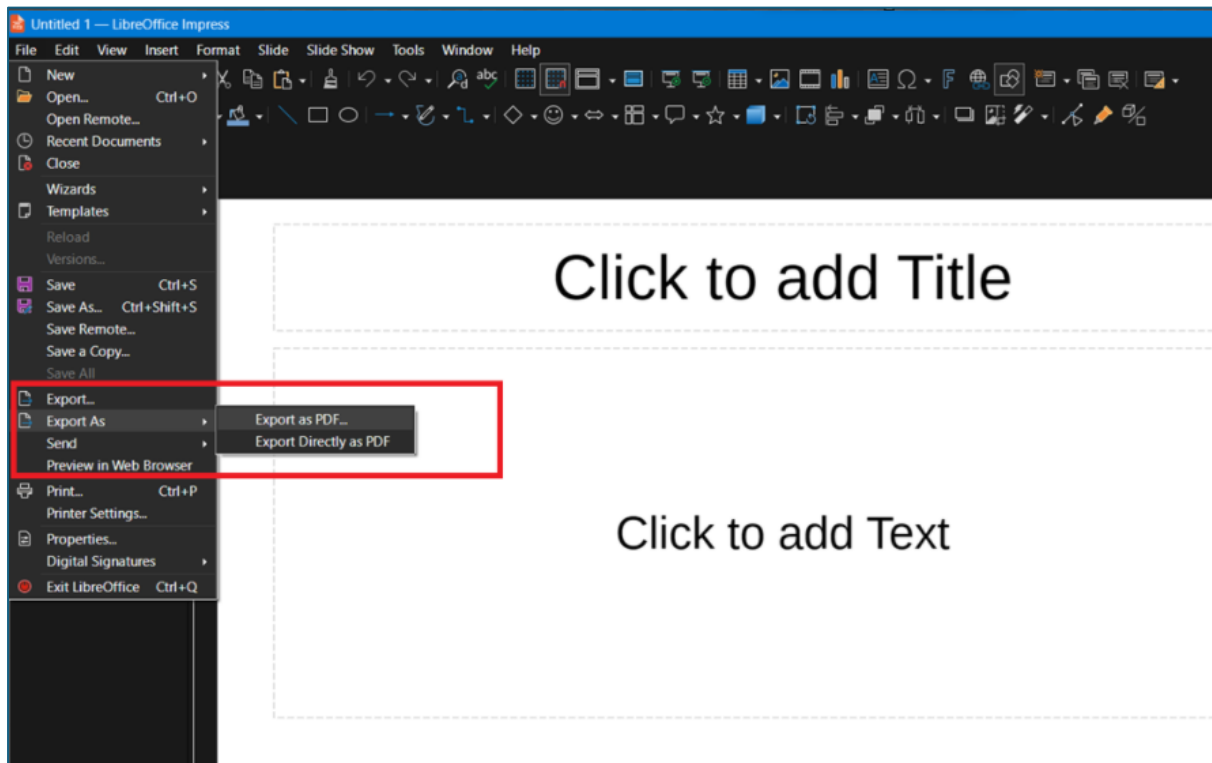 Untitled 1 — LibreOffice Impress
File Edit View Insert Format Slide Slide Show Tools Window Help
New
Open... Ctrl+O
Open Remote...
Recent Documents
Close
Wizards
Templates
Reload
Versions...
Save Ctrl+S
Save As... Ctrl+Shift+S
Save Remote...
Save a Copy...
Save All
Export...
Export As
Send
Preview in Web Browser
Print... Ctrl+P
Printer Settings...
Properties...
Digital Signatures
Exit LibreOffice Ctrl+Q
Export as PDF...
Export Directly as PDF
abc
Click to add Title
Click to add Text